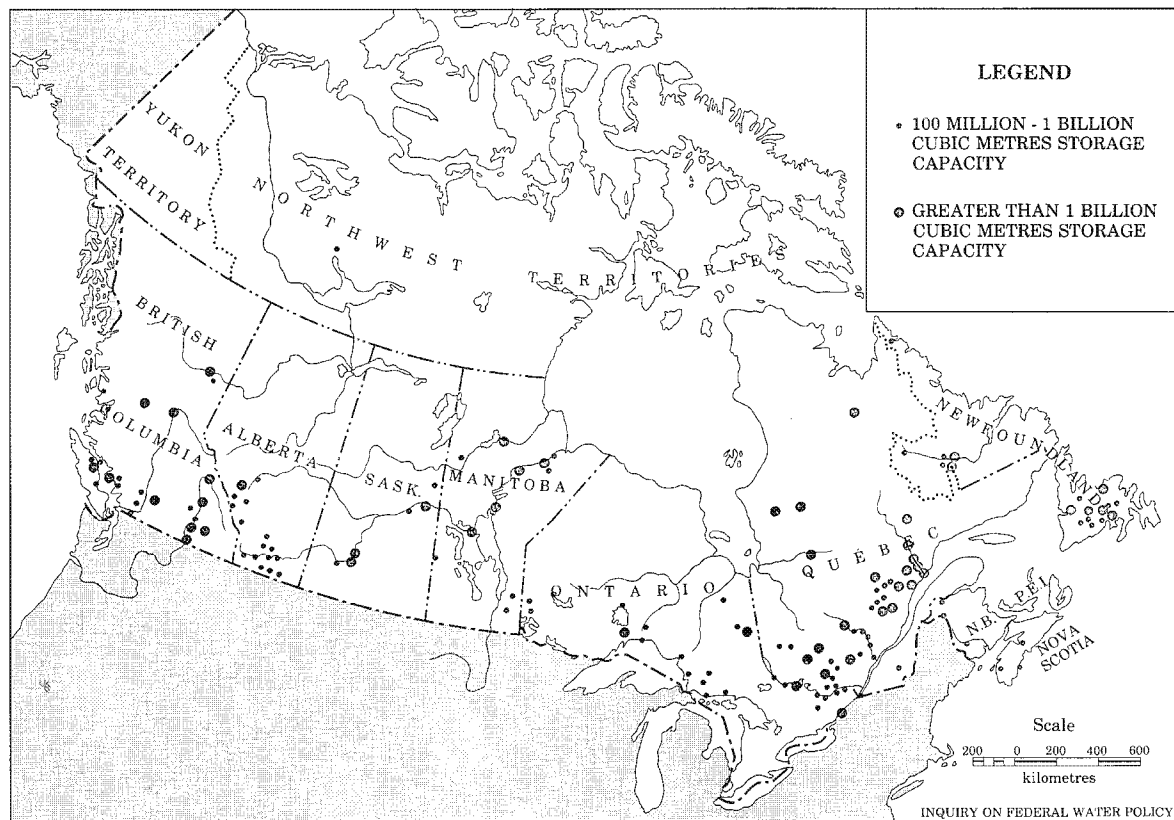 LEGEND
100 MILLION - 1 BILLION
CUBIC METRES STORAGE
CAPACITY
GREATER THAN 1 BILLION
CUBIC METRES STORAGE
CAPACITY
YUKON
TERRITORY
NORTHWEST TERRITORIES
BRITISH
COLUMBIA
ALBERTA
SASK.
MANITOBA
ONTARIO
QUÉBEC
NEWFOUNDLAND
P.E.I.
N.B.
NOVA
SCOTIA
Scale
200 0 200 400 600
kilometres
INQUIRY ON FEDERAL WATER POLICY